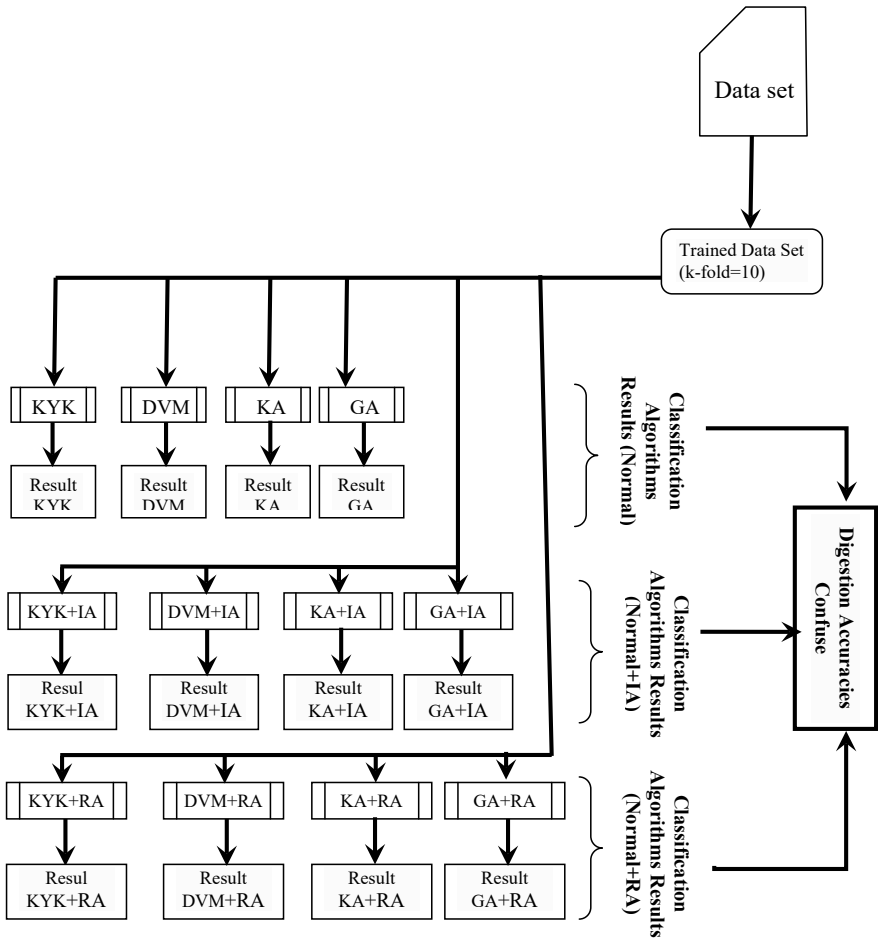 Data set
Trained Data Set
(k-fold=10)
KYK
DVM
KA
GA
Result
KYK
Result
DVM
Result
KA
Result
GA
Classification
Algorithms
Results (Normal)
KYK+IA
DVM+IA
KA+IA
GA+IA
Resul
KYK+IA
Result
DVM+IA
Result
KA+IA
Result
GA+IA
Classification
Algorithms Results
(Normal+IA)
Digestion Accuracies
Confuse
KYK+RA
DVM+RA
KA+RA
GA+RA
Resul
KYK+RA
Result
DVM+RA
Result
KA+RA
Result
GA+RA
Classification
Algorithms Results
(Normal+RA)